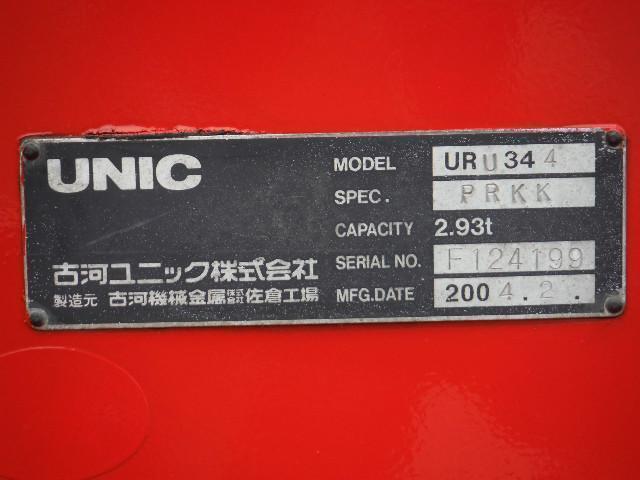 UNIC
MODEL URU344
SPEC. PRKK
CAPACITY 2.93t
SERIAL NO. F124199
MFG.DATE 2004.2.
古河ユニック株式会社
製造元 古河機械金属株式会社佐倉工場